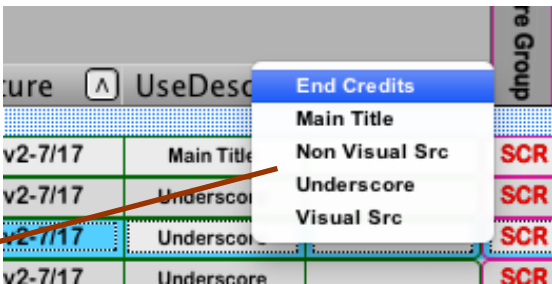 re Group
ture ^ UseDesc
End Credits
Main Title
Non Visual Src
Underscore
Visual Src
v2-7/17 Main Title SCR
v2-7/17 Underscore SCR
v2-7/17 Underscore SCR
v2-7/17 Underscore SCR